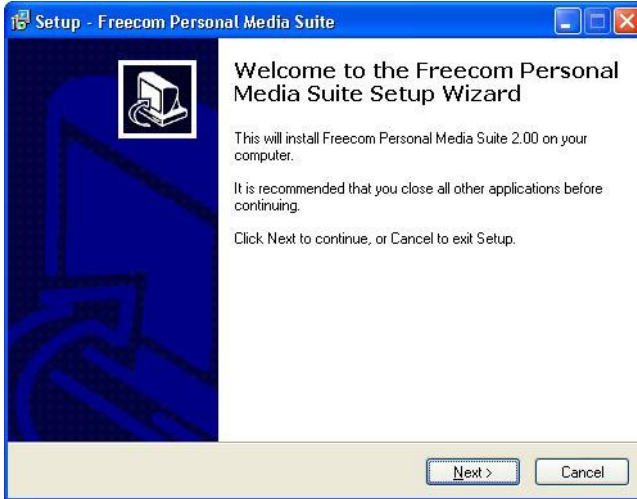 Setup - Freecom Personal Media Suite
Welcome to the Freecom Personal
Media Suite Setup Wizard
This will install Freecom Personal Media Suite 2.00 on your
computer.
It is recommended that you close all other applications before
continuing.
Click Next to continue, or Cancel to exit Setup.
Next >
Cancel